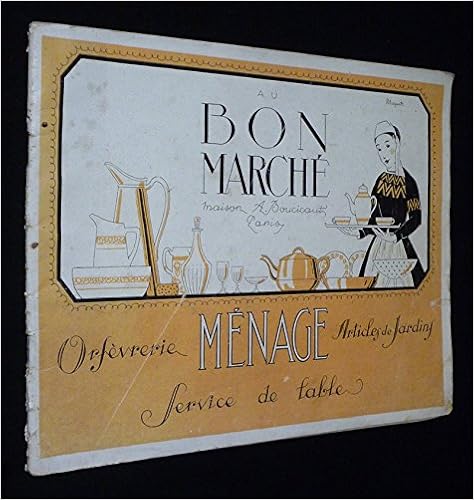 AU
BON
MARCHÉ
maison A. Boucicaut
Paris
Orfèvrerie MÉNAGE Articles de Jardins
Service de table